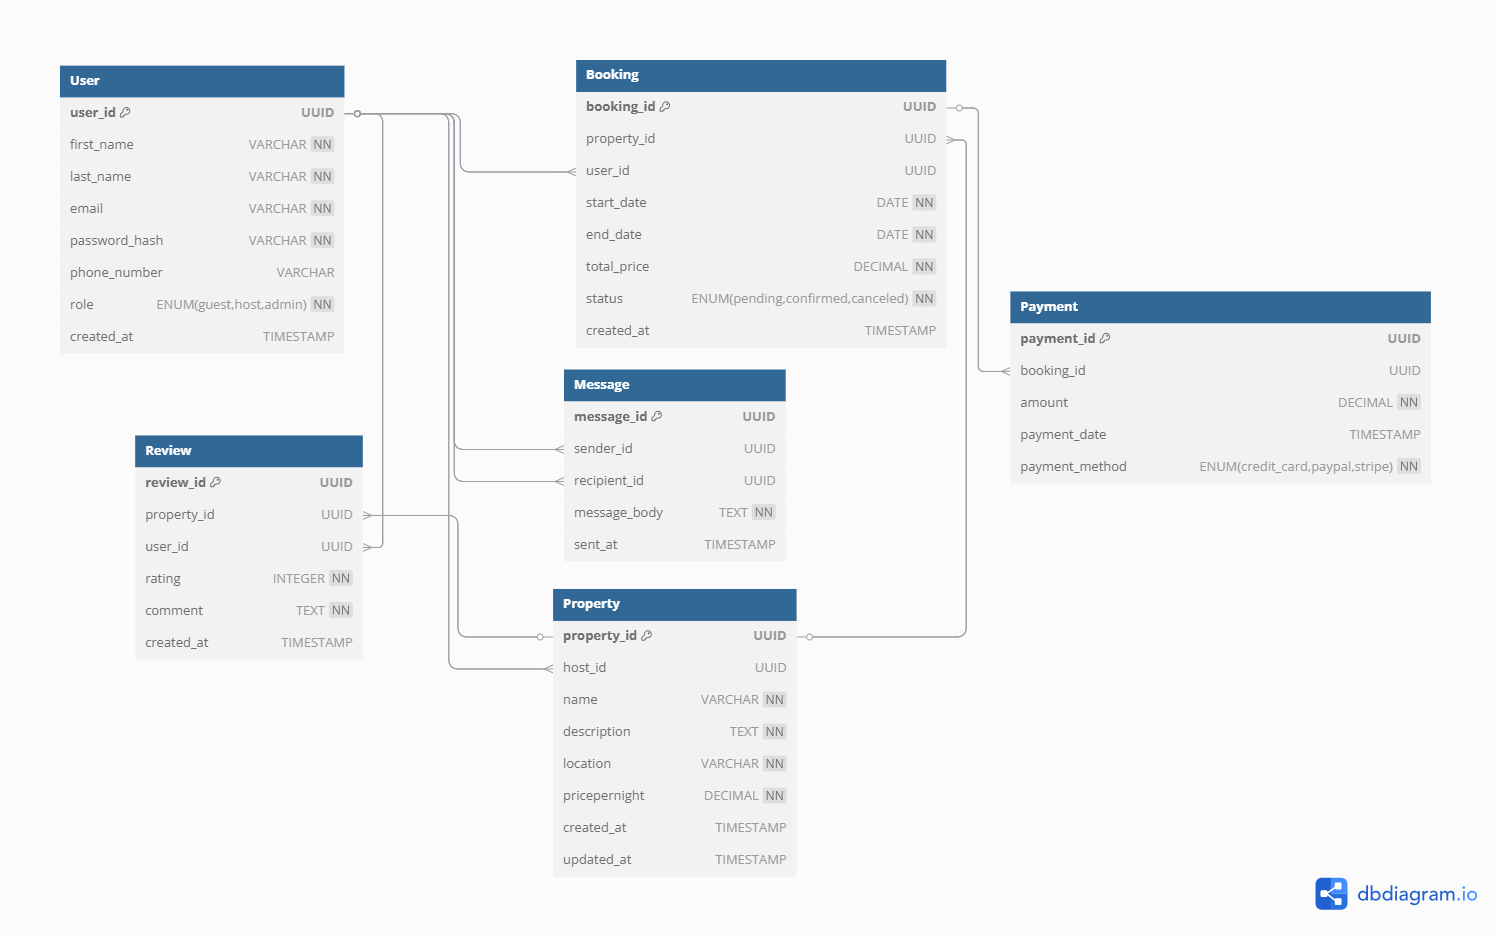 User
user_id UUID
first_name VARCHAR NN
last_name VARCHAR NN
email VARCHAR NN
password_hash VARCHAR NN
phone_number VARCHAR
role ENUM(guest,host,admin) NN
created_at TIMESTAMP
Booking
booking_id UUID
property_id UUID
user_id UUID
start_date DATE NN
end_date DATE NN
total_price DECIMAL NN
status ENUM(pending,confirmed,canceled) NN
created_at TIMESTAMP
Payment
payment_id UUID
booking_id UUID
amount DECIMAL NN
payment_date TIMESTAMP
payment_method ENUM(credit_card,paypal,stripe) NN
Message
message_id UUID
sender_id UUID
recipient_id UUID
message_body TEXT NN
sent_at TIMESTAMP
Review
review_id UUID
property_id UUID
user_id UUID
rating INTEGER NN
comment TEXT NN
created_at TIMESTAMP
Property
property_id UUID
host_id UUID
name VARCHAR NN
description TEXT NN
location VARCHAR NN
pricepernight DECIMAL NN
created_at TIMESTAMP
updated_at TIMESTAMP
dbdiagram.io